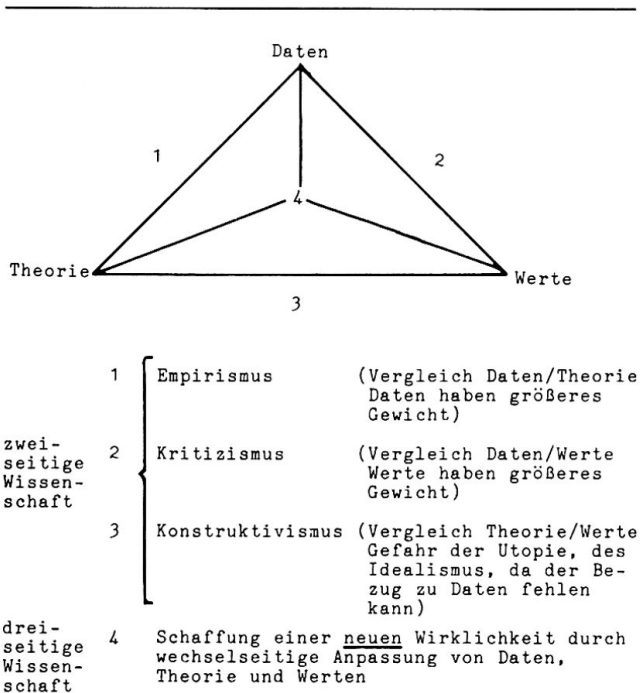 Daten
1
2
4
Theorie
Werte
3
1 Empirismus (Vergleich Daten/Theorie
Daten haben größeres
Gewicht)
zwei-
seitige
Wissen-
schaft
2 Kritizismus (Vergleich Daten/Werte
Werte haben größeres
Gewicht)
3 Konstruktivismus (Vergleich Theorie/Werte
Gefahr der Utopie, des
Idealismus, da der Be-
zug zu Daten fehlen
kann)
drei-
seitige
Wissen-
schaft
4 Schaffung einer neuen Wirklichkeit durch
wechselseitige Anpassung von Daten,
Theorie und Werten